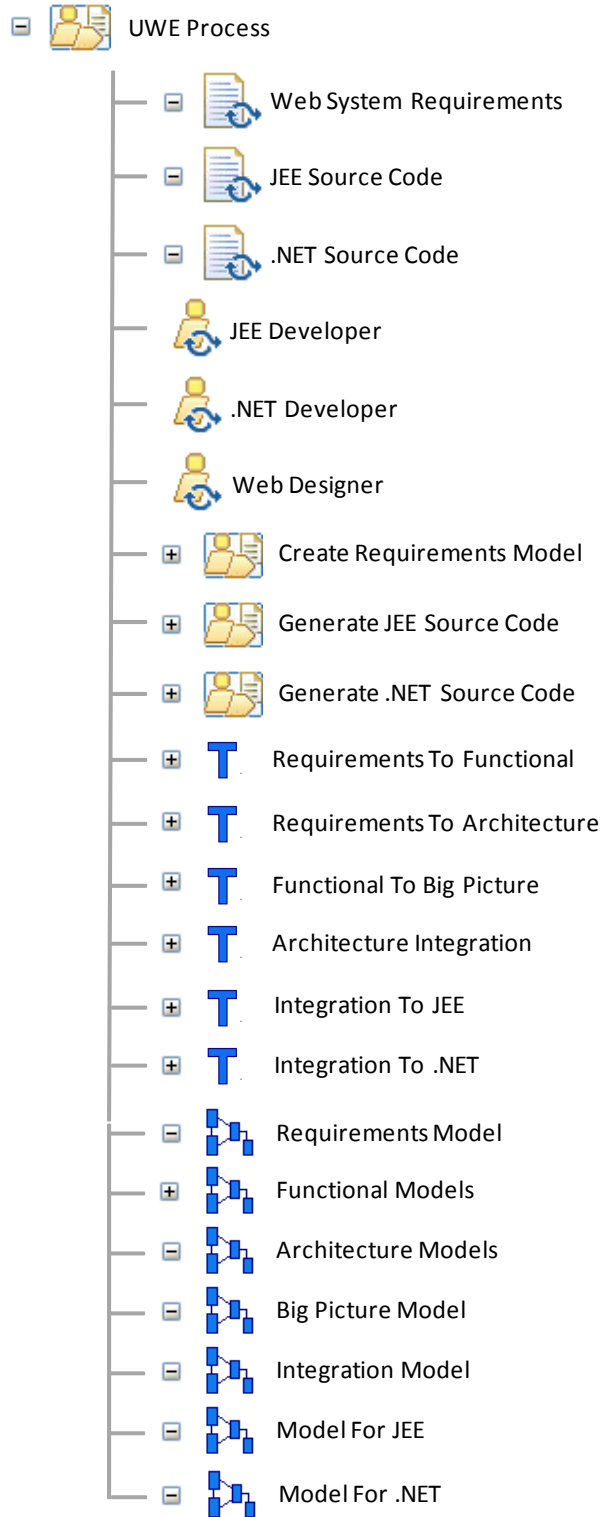 UWE Process
Web System Requirements
JEE Source Code
.NET Source Code
JEE Developer
.NET Developer
Web Designer
Create Requirements Model
Generate JEE Source Code
Generate .NET Source Code
Requirements To Functional
Requirements To Architecture
Functional To Big Picture
Architecture Integration
Integration To JEE
Integration To .NET
Requirements Model
Functional Models
Architecture Models
Big Picture Model
Integration Model
Model For JEE
Model For .NET